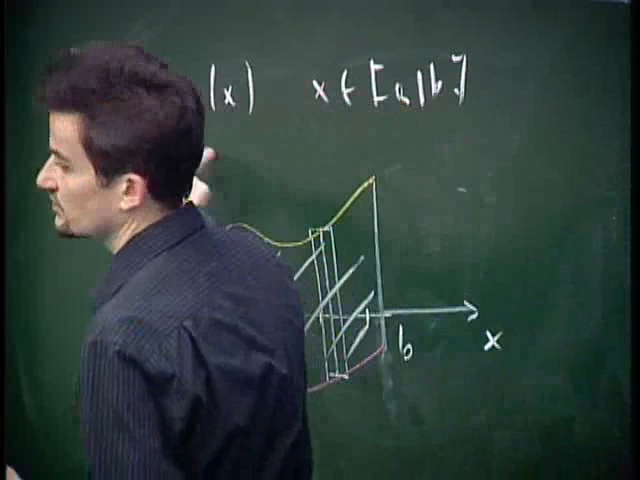 (x) x ∈ [a, b]
b
x